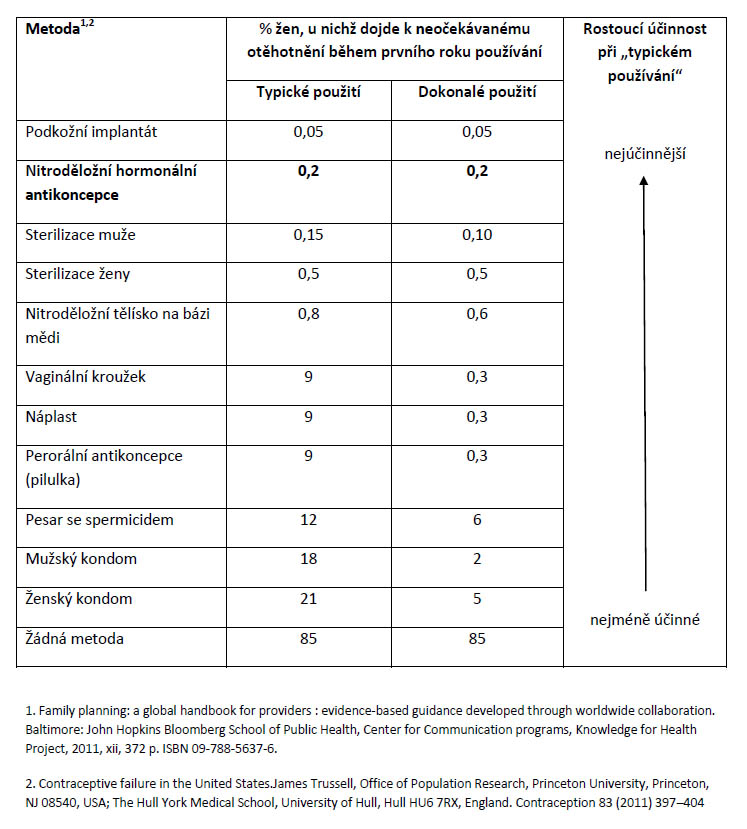 Metoda1,2
% žen, u nichž dojde k neočekávanému
otěhotnění během prvního roku používání
Rostoucí účinnost
při „typickém
používání“
Typické použití
Dokonalé použití
Podkožní implantát 0,05 0,05
nejúčinnější
Nitroděložní hormonální
antikoncepce
0,2 0,2
Sterilizace muže 0,15 0,10
Sterilizace ženy 0,5 0,5
Nitroděložní tělísko na bázi
mědi
0,8 0,6
Vaginální kroužek 9 0,3
Náplast 9 0,3
Perorální antikoncepce
(pilulka)
9 0,3
Pesar se spermicidem 12 6
Mužský kondom 18 2
Ženský kondom 21 5
nejméně účinné
Žádná metoda 85 85
1. Family planning: a global handbook for providers : evidence-based guidance developed through worldwide collaboration.
Baltimore: John Hopkins Bloomberg School of Public Health, Center for Communication programs, Knowledge for Health
Project, 2011, xii, 372 p. ISBN 09-788-5637-6.
2. Contraceptive failure in the United States.James Trussell, Office of Population Research, Princeton University, Princeton,
NJ 08540, USA; The Hull York Medical School, University of Hull, Hull HU6 7RX, England. Contraception 83 (2011) 397–404